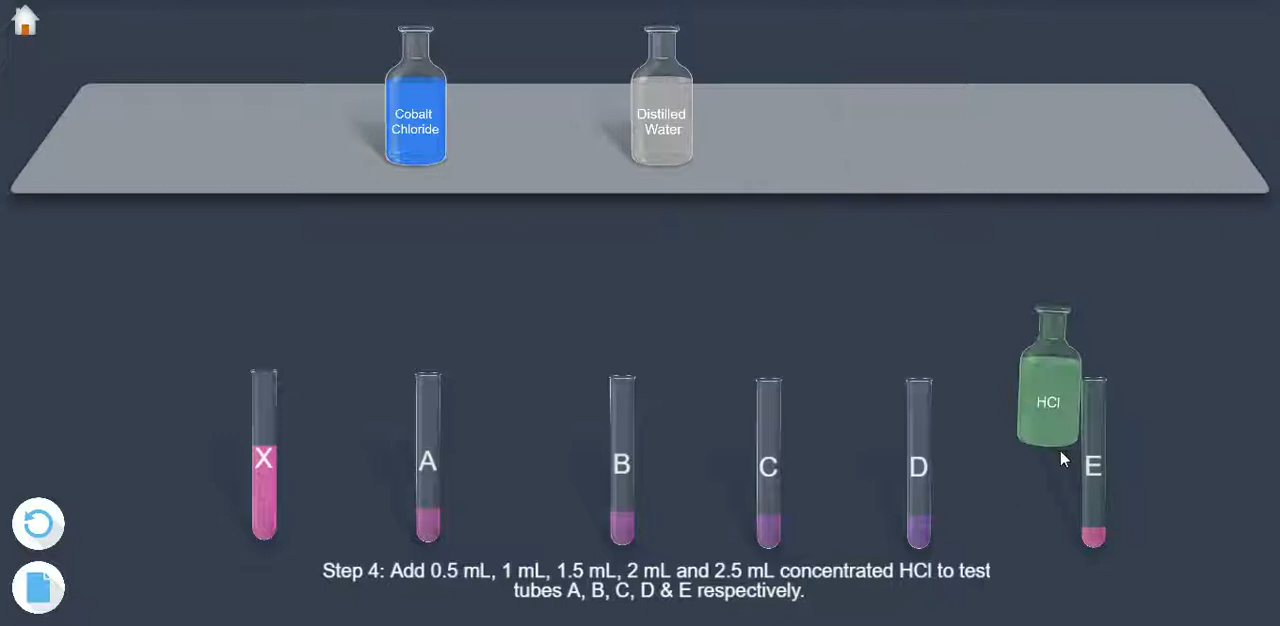 Cobalt
Chloride
Distilled
Water
HCl
X
A
B
C
D
E
Step 4: Add 0.5 mL, 1 mL, 1.5 mL, 2 mL and 2.5 mL concentrated HCl to test
tubes A, B, C, D & E respectively.